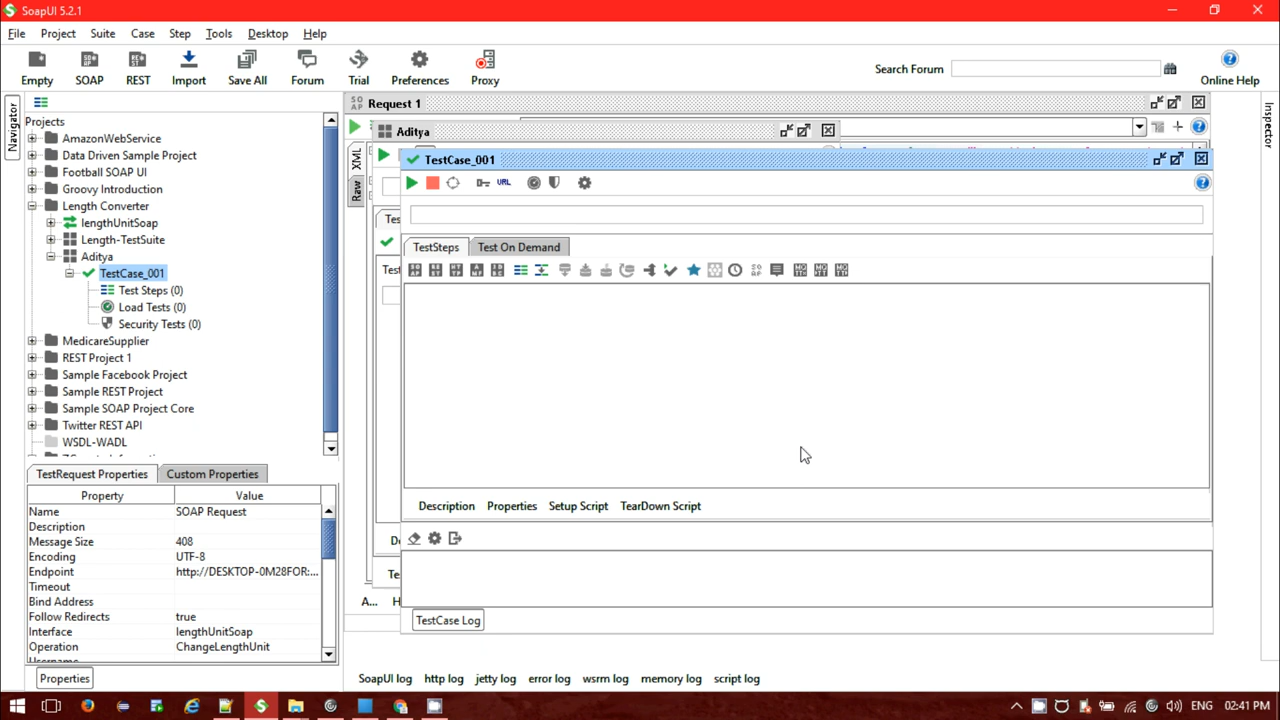 SoapUI 5.2.1
File Project Suite Case Step Tools Desktop Help
Empty SOAP REST Import Save All Forum Trial Preferences Proxy
Search Forum
Online Help
Navigator
Projects
AmazonWebService
Data Driven Sample Project
Football SOAP UI
Groovy Introduction
Length Converter
lengthUnitSoap
Length-TestSuite
Aditya
TestCase_001
Test Steps (0)
Load Tests (0)
Security Tests (0)
MedicareSupplier
REST Project 1
Sample Facebook Project
Sample REST Project
Sample SOAP Project Core
Twitter REST API
WSDL-WADL
TestRequest Properties Custom Properties
Property Value
Name SOAP Request
Description
Message Size 408
Encoding UTF-8
Endpoint http://DESKTOP-0M28FOR:...
Timeout
Bind Address
Follow Redirects true
Interface lengthUnitSoap
Operation ChangeLengthUnit
Properties
Request 1
Aditya
XML
Raw
TestCase_001
URL
TestSteps Test On Demand
Description Properties Setup Script TearDown Script
TestCase Log
A... H
SoapUI log http log jetty log error log wsrm log memory log script log
Inspector
ENG 02:41 PM